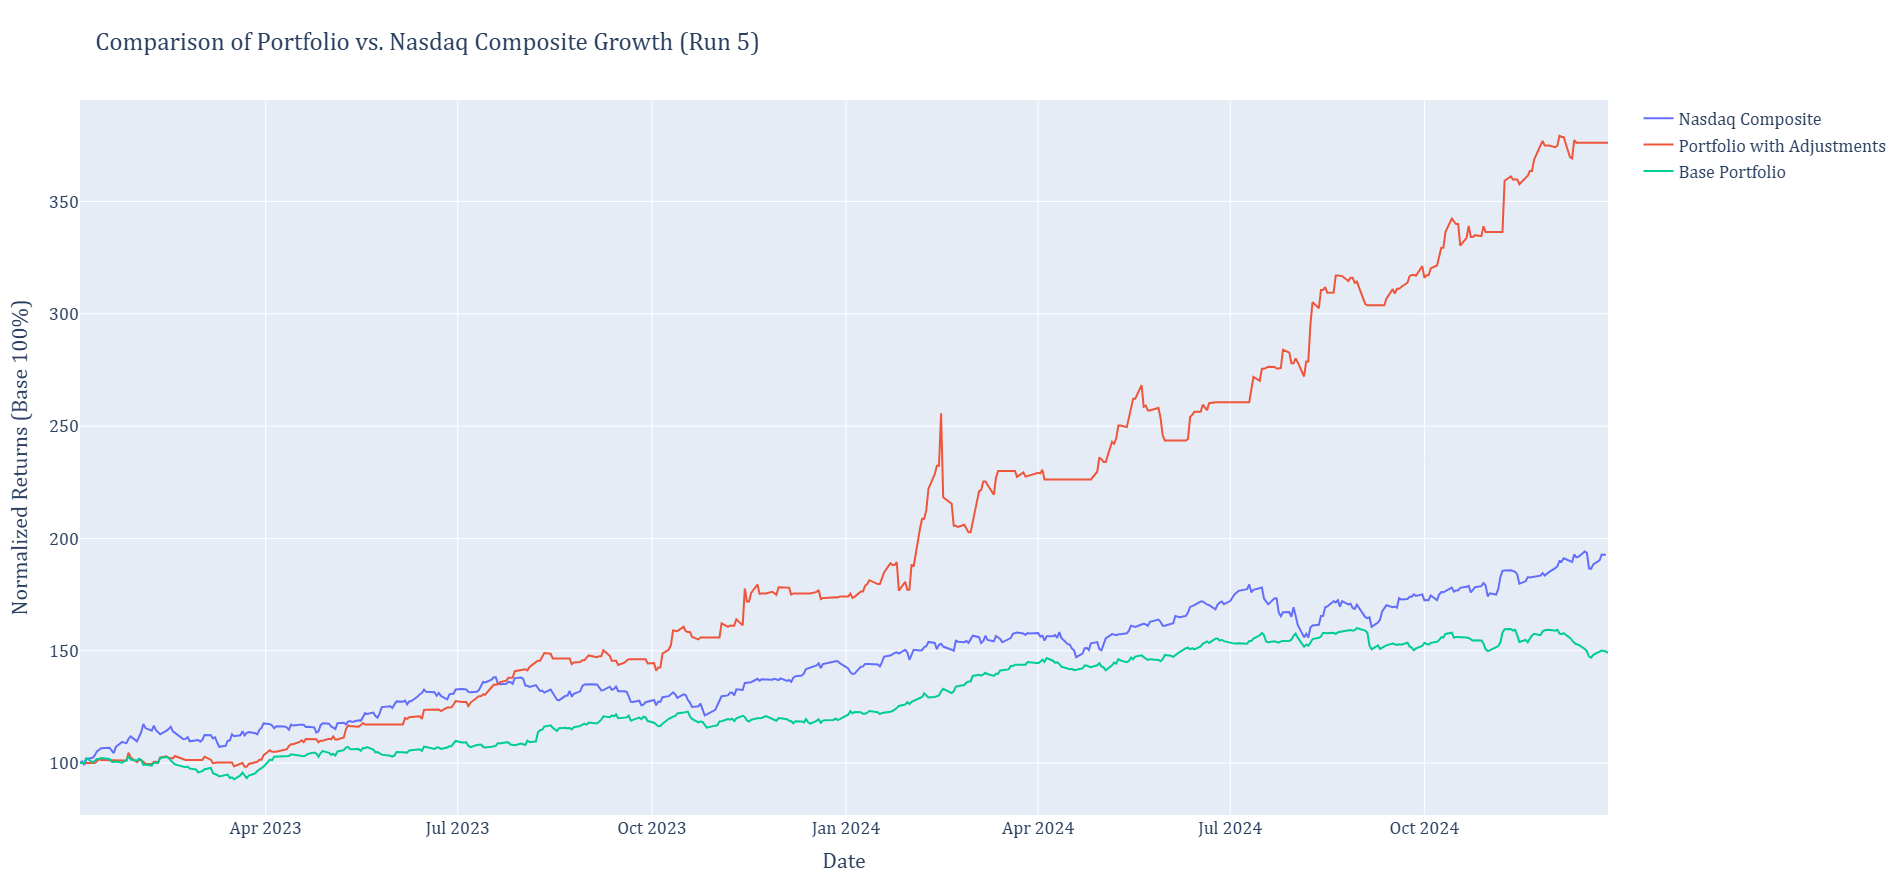 Comparison of Portfolio vs. Nasdaq Composite Growth (Run 5)
Nasdaq Composite
Portfolio with Adjustments
Base Portfolio
Normalized Returns (Base 100%)
350
300
250
200
150
100
Apr 2023
Jul 2023
Oct 2023
Jan 2024
Apr 2024
Jul 2024
Oct 2024
Date